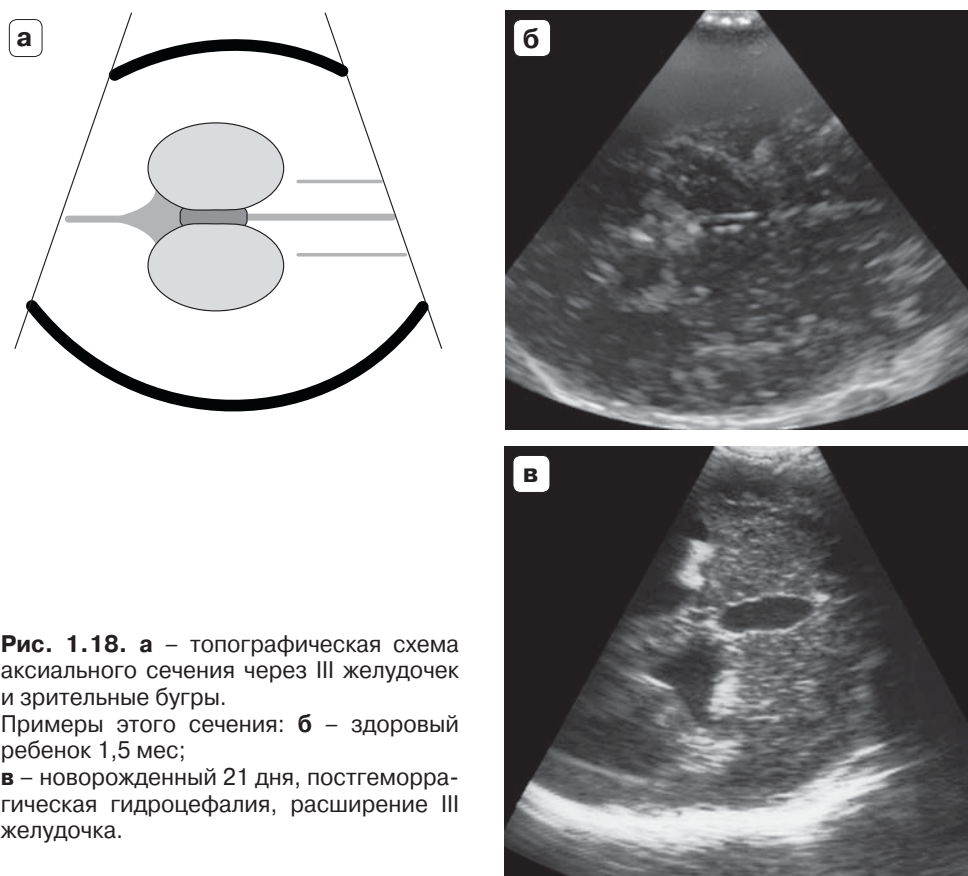 а
б
в
Рис. 1.18. а – топографическая схема
аксиального сечения через III желудочек
и зрительные бугры.
Примеры этого сечения: б – здоровый
ребенок 1,5 мес;
в – новорожденный 21 дня, постгеморра-
гическая гидроцефалия, расширение III
желудочка.